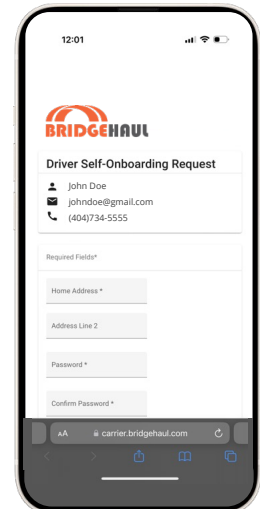 12:01
BRIDGEHAUL
Driver Self-Onboarding Request
John Doe
johndoe@gmail.com
(404)734-5555
Required Fields*
Home Address *
Address Line 2
Password *
Confirm Password *
AA carrier.bridgehaul.com